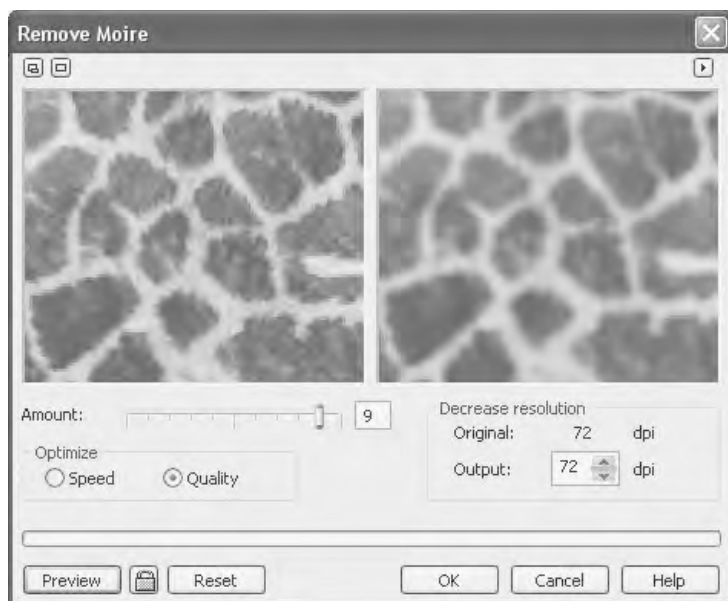 Remove Moire
Amount:
9
Optimize
Speed
Quality
Decrease resolution
Original: 72 dpi
Output: 72 dpi
Preview
Reset
OK
Cancel
Help